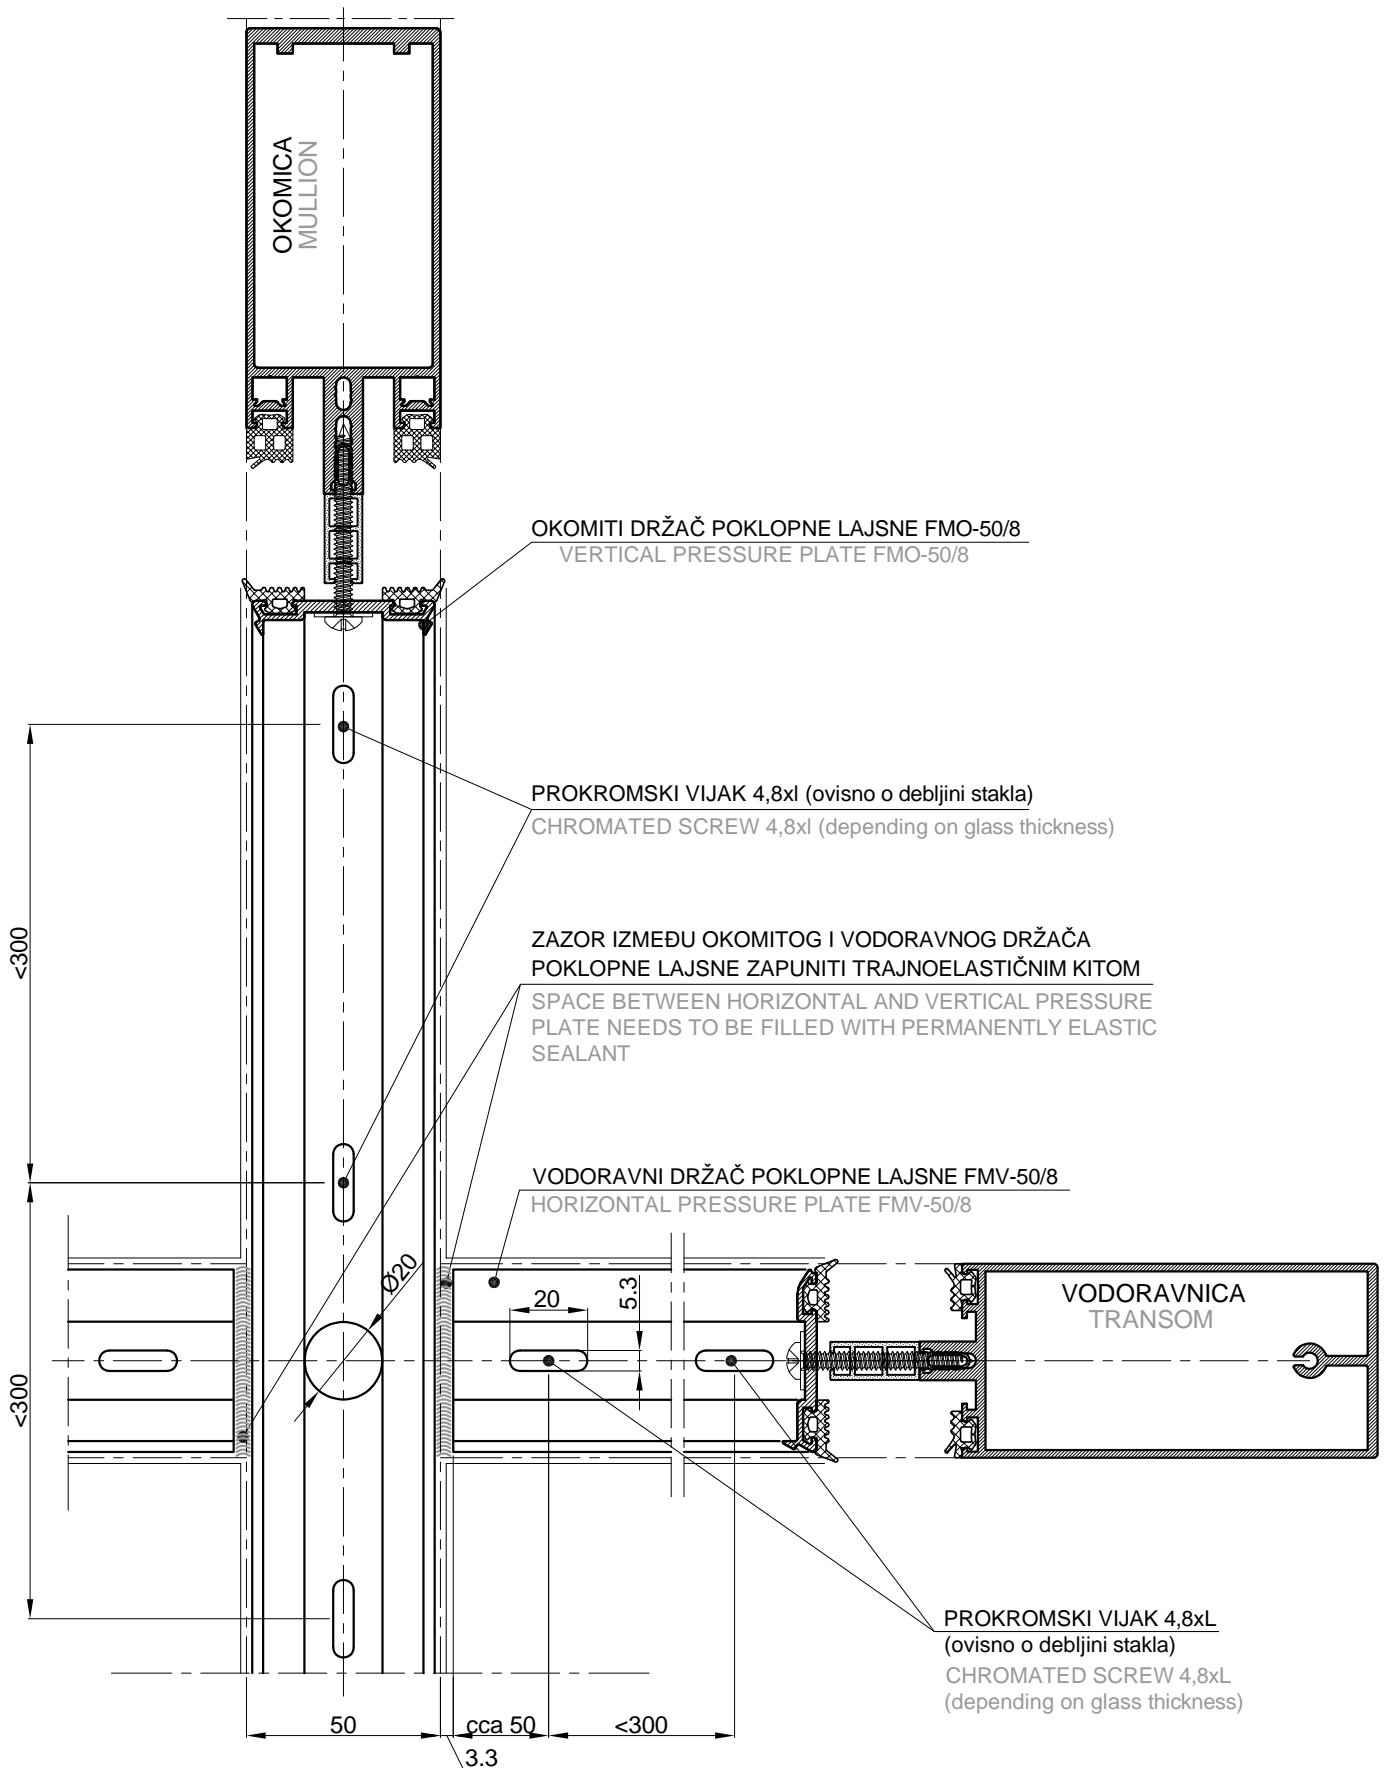 OKOMICA
MULLION
OKOMITI DRŽAČ POKLOPNE LAJSNE FMO-50/8
VERTICAL PRESSURE PLATE FMO-50/8
PROKROMSKI VIJAK 4,8xl (ovisno o debljini stakla)
CHROMATED SCREW 4,8xl (depending on glass thickness)
<300
ZAZOR IZMEĐU OKOMITOG I VODORAVNOG DRŽAČA
POKLOPNE LAJSNE ZAPUNITI TRAJNOELASTIČNIM KITOM
SPACE BETWEEN HORIZONTAL AND VERTICAL PRESSURE
PLATE NEEDS TO BE FILLED WITH PERMANENTLY ELASTIC
SEALANT
VODORAVNI DRŽAČ POKLOPNE LAJSNE FMV-50/8
HORIZONTAL PRESSURE PLATE FMV-50/8
Ø20
20
5.3
VODORAVNICA
TRANSOM
<300
PROKROMSKI VIJAK 4,8xL
(ovisno o debljini stakla)
CHROMATED SCREW 4,8xL
(depending on glass thickness)
50
cca 50
<300
3.3